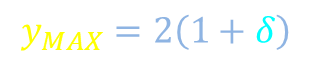 y_MAX = 2(1 + δ)